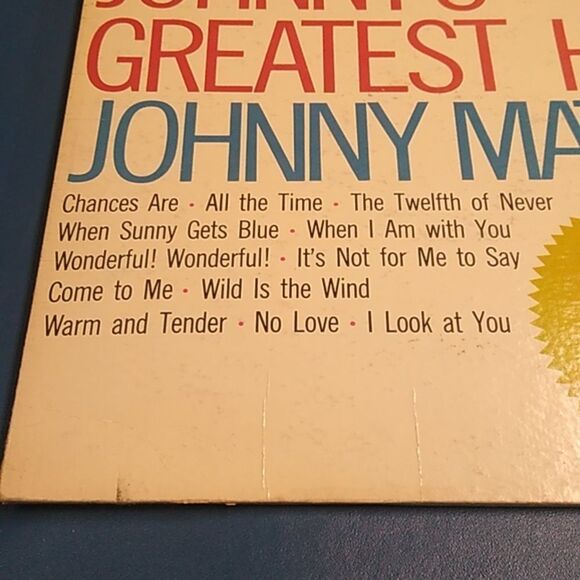 JOHNNY'S
GREATEST
JOHNNY MA
Chances Are • All the Time • The Twelfth of Never
When Sunny Gets Blue • When I Am with You
Wonderful! Wonderful! • It's Not for Me to Say
Come to Me • Wild Is the Wind
Warm and Tender • No Love • I Look at You